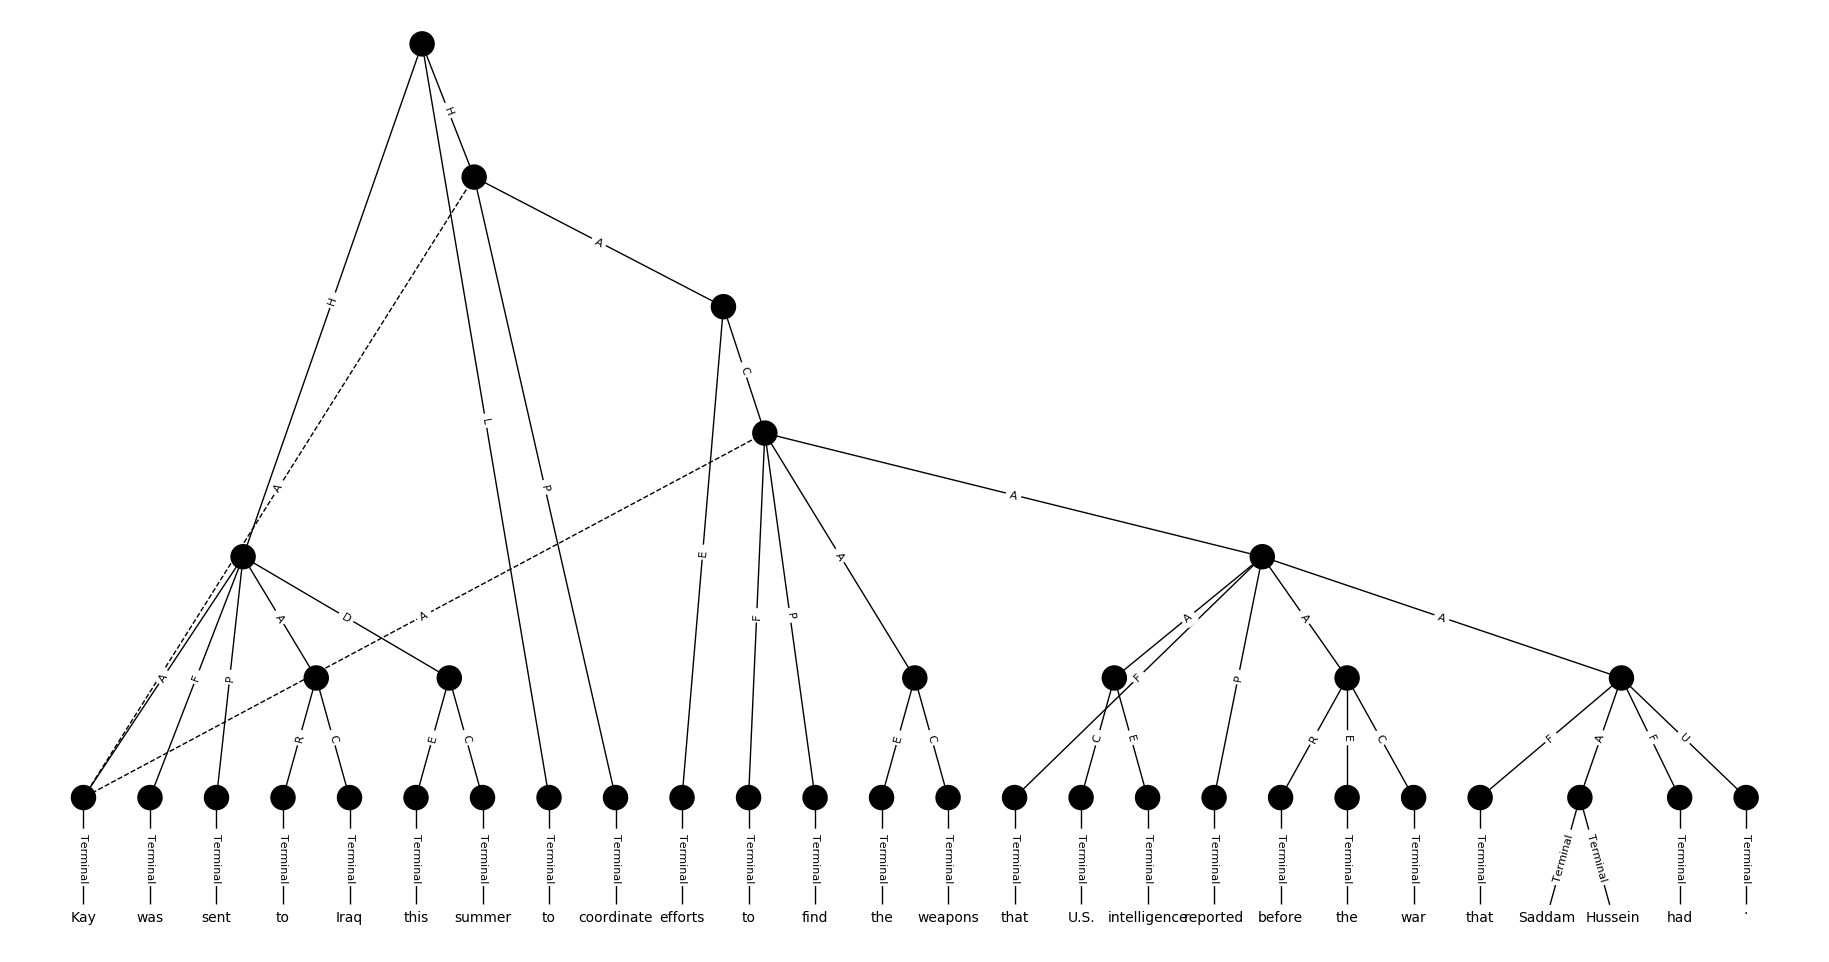 H
A
H
C
L
A
P
A
E
A
F
P
A
A
D
A
A
A
A
F
P
F
P
R
C
E
C
E
C
C
E
R
E
C
F
A
F
U
Terminal Terminal Terminal Terminal Terminal Terminal Terminal Terminal Terminal Terminal Terminal Terminal Terminal Terminal Terminal Terminal Terminal Terminal Terminal Terminal Terminal Terminal Terminal Terminal Terminal Terminal
Kay was sent to Iraq this summer to coordinate efforts to find the weapons that U.S. intelligence reported before the war that Saddam Hussein had .